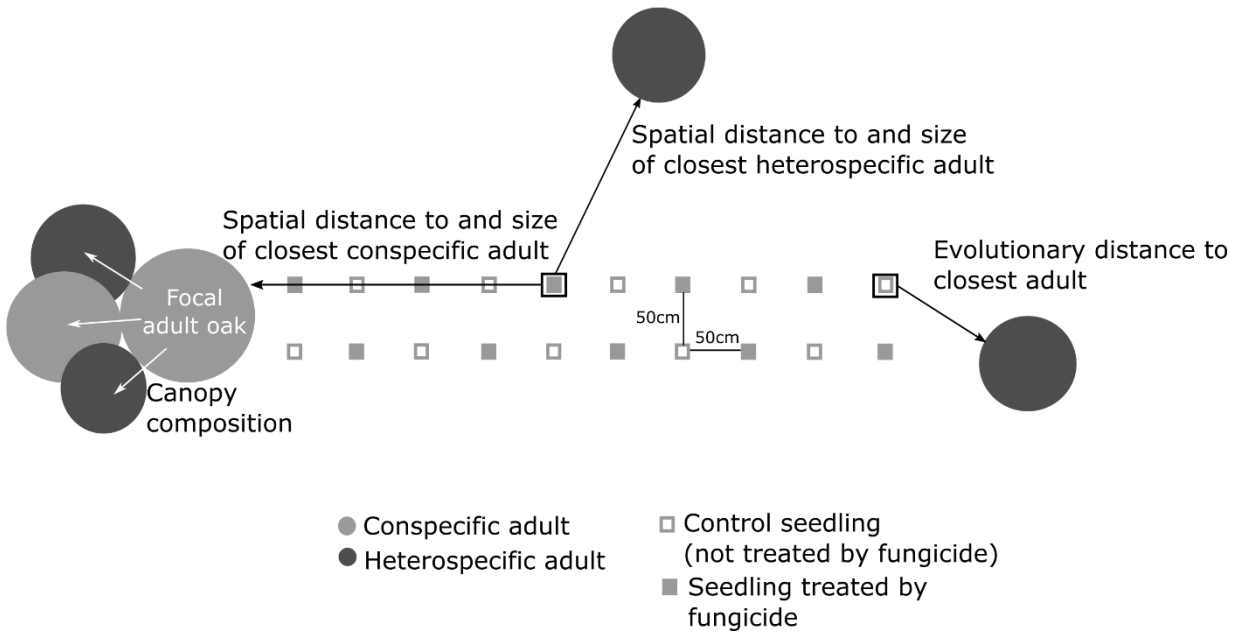 Spatial distance to and size
of closest heterospecific adult
Spatial distance to and size
of closest conspecific adult
Evolutionary distance to
closest adult
Focal
adult oak
50cm
50cm
Canopy
composition
Conspecific adult
Heterospecific adult
Control seedling
(not treated by fungicide)
Seedling treated by
fungicide